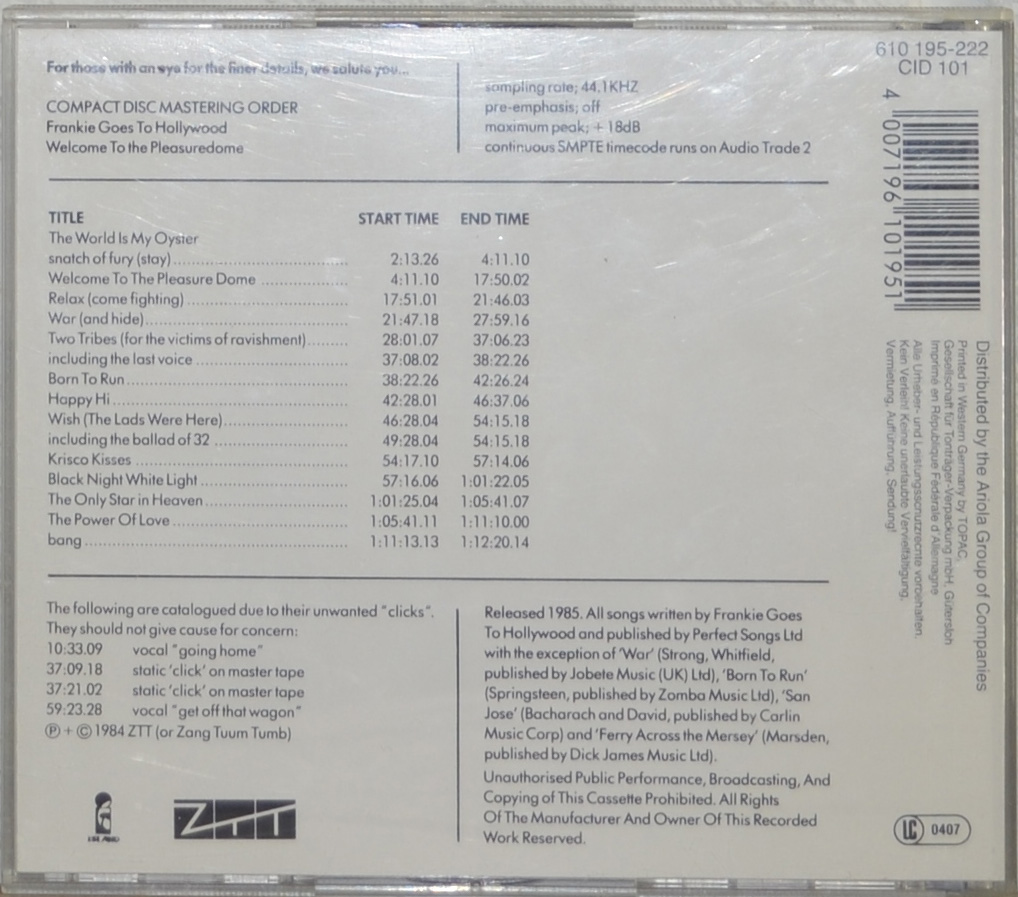 For those with an eye for the finer details, we salute you...
COMPACT DISC MASTERING ORDER
Frankie Goes To Hollywood
Welcome To the Pleasuredome
sampling rate; 44.1KHZ
pre-emphasis; off
maximum peak; + 18dB
continuous SMPTE timecode runs on Audio Trade 2
TITLE START TIME END TIME
The World Is My Oyster
snatch of fury (stay) 2:13.26 4:11.10
Welcome To The Pleasure Dome 4:11.10 17:50.02
Relax (come fighting) 17:51.01 21:46.03
War (and hide) 21:47.18 27:59.16
Two Tribes (for the victims of ravishment) 28:01.07 37:06.23
including the last voice 37:08.02 38:22.26
Born To Run 38:22.26 42:26.24
Happy Hi 42:28.01 46:37.06
Wish (The Lads Were Here) 46:28.04 54:15.18
including the ballad of 32 49:28.04 54:15.18
Krisco Kisses 54:17.10 57:14.06
Black Night White Light 57:16.06 1:01:22.05
The Only Star in Heaven 1:01:25.04 1:05:41.07
The Power Of Love 1:05:41.11 1:11:10.00
bang 1:11:13.13 1:12:20.14
The following are catalogued due to their unwanted "clicks".
They should not give cause for concern:
10:33.09 vocal "going home"
37:09.18 static 'click' on master tape
37:21.02 static 'click' on master tape
59:23.28 vocal "get off that wagon"
Ⓟ + © 1984 ZTT (or Zang Tuum Tumb)
ISLAND
ZTT
Released 1985. All songs written by Frankie Goes
To Hollywood and published by Perfect Songs Ltd
with the exception of 'War' (Strong, Whitfield,
published by Jobete Music (UK) Ltd), 'Born To Run'
(Springsteen, published by Zomba Music Ltd), 'San
Jose' (Bacharach and David, published by Carlin
Music Corp) and 'Ferry Across the Mersey' (Marsden,
published by Dick James Music Ltd).
Unauthorised Public Performance, Broadcasting, And
Copying of This Cassette Prohibited. All Rights
Of The Manufacturer And Owner Of This Recorded
Work Reserved.
610 195-222
CID 101
4 007196 101951
Distributed by the Ariola Group of Companies
Printed in Western Germany by TOPAC,
Gesellschaft für Tonträger-Verpackung mbH, Gütersloh
Imprimé en République Fédérale d'Allemagne
Alle Urheber- und Leistungsschutzrechte vorbehalten.
Kein Verleih! Keine unerlaubte Vervielfältigung,
Vermietung, Aufführung, Sendung!
LC 0407